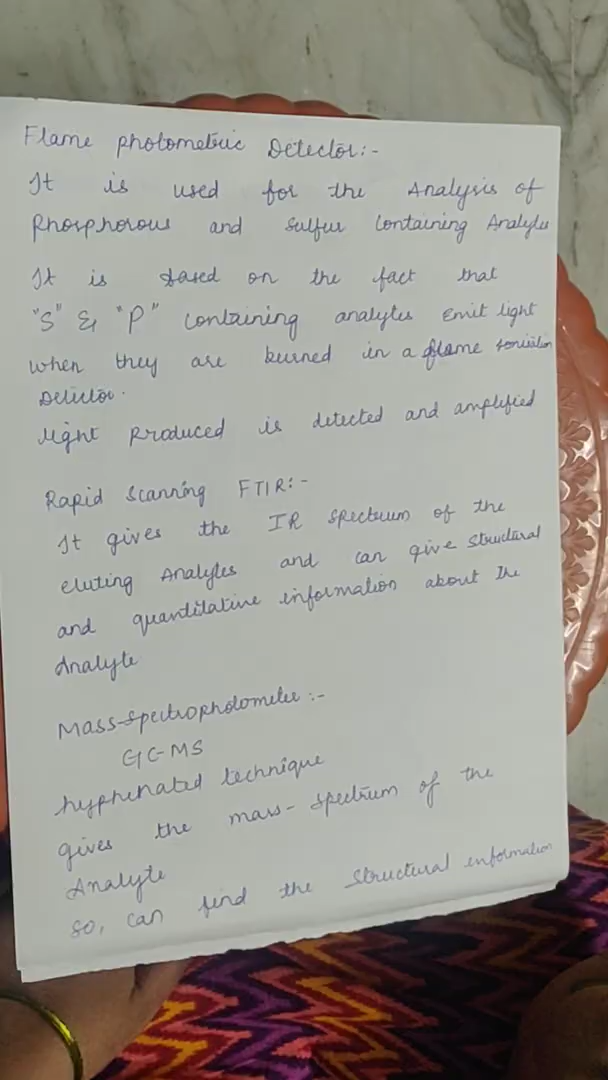 Flame photometric Detector:-
It is used for the Analysis of
Phosphorous and sulfur containing Analytes
It is based on the fact that
"S" & "P" containing analytes emit light
when they are burned in a flame Ionisation
Detector.
light produced is detected and amplified
Rapid scanning FTIR:-
It gives the IR spectrum of the
eluting Analytes and can give structural
and quantitative information about the
Analyte
Mass-spectrophotometer:-
GC-MS
hyphenated technique
gives the mass-spectrum of the
Analyte
so, can find the structural information